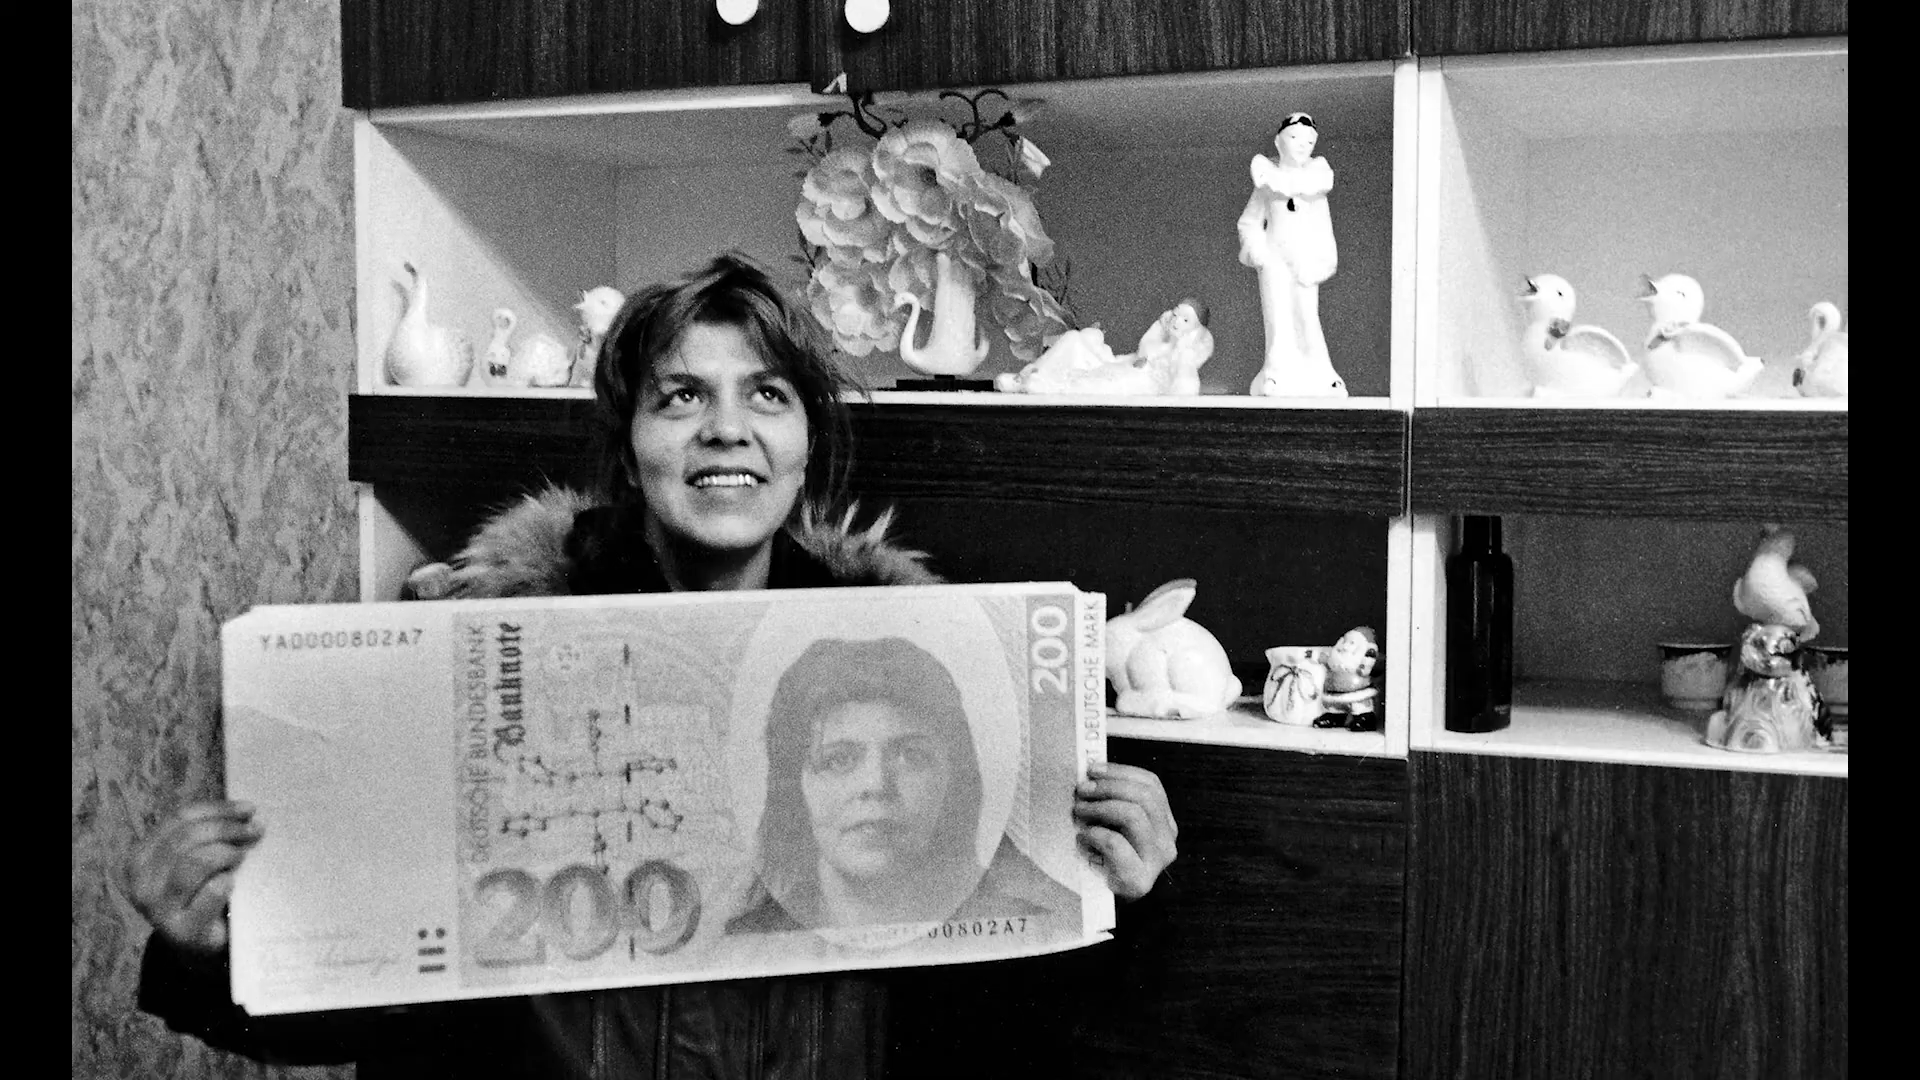 YA0000802A7
DEUTSCHE BUNDESBANK
Banknote
200
200
DEUTSCHE MARK
00802A7